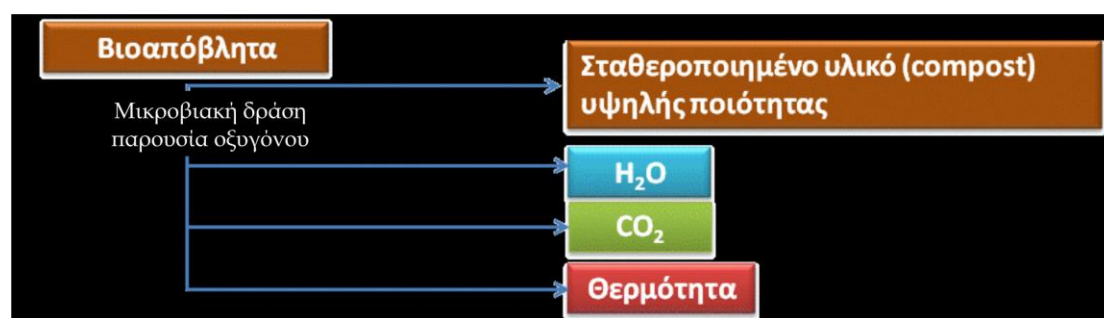 Βιοαπόβλητα
Σταθεροποιημένο υλικό (compost)
υψηλής ποιότητας
Μικροβιακή δράση
παρουσία οξυγόνου
H₂O
CO₂
Θερμότητα